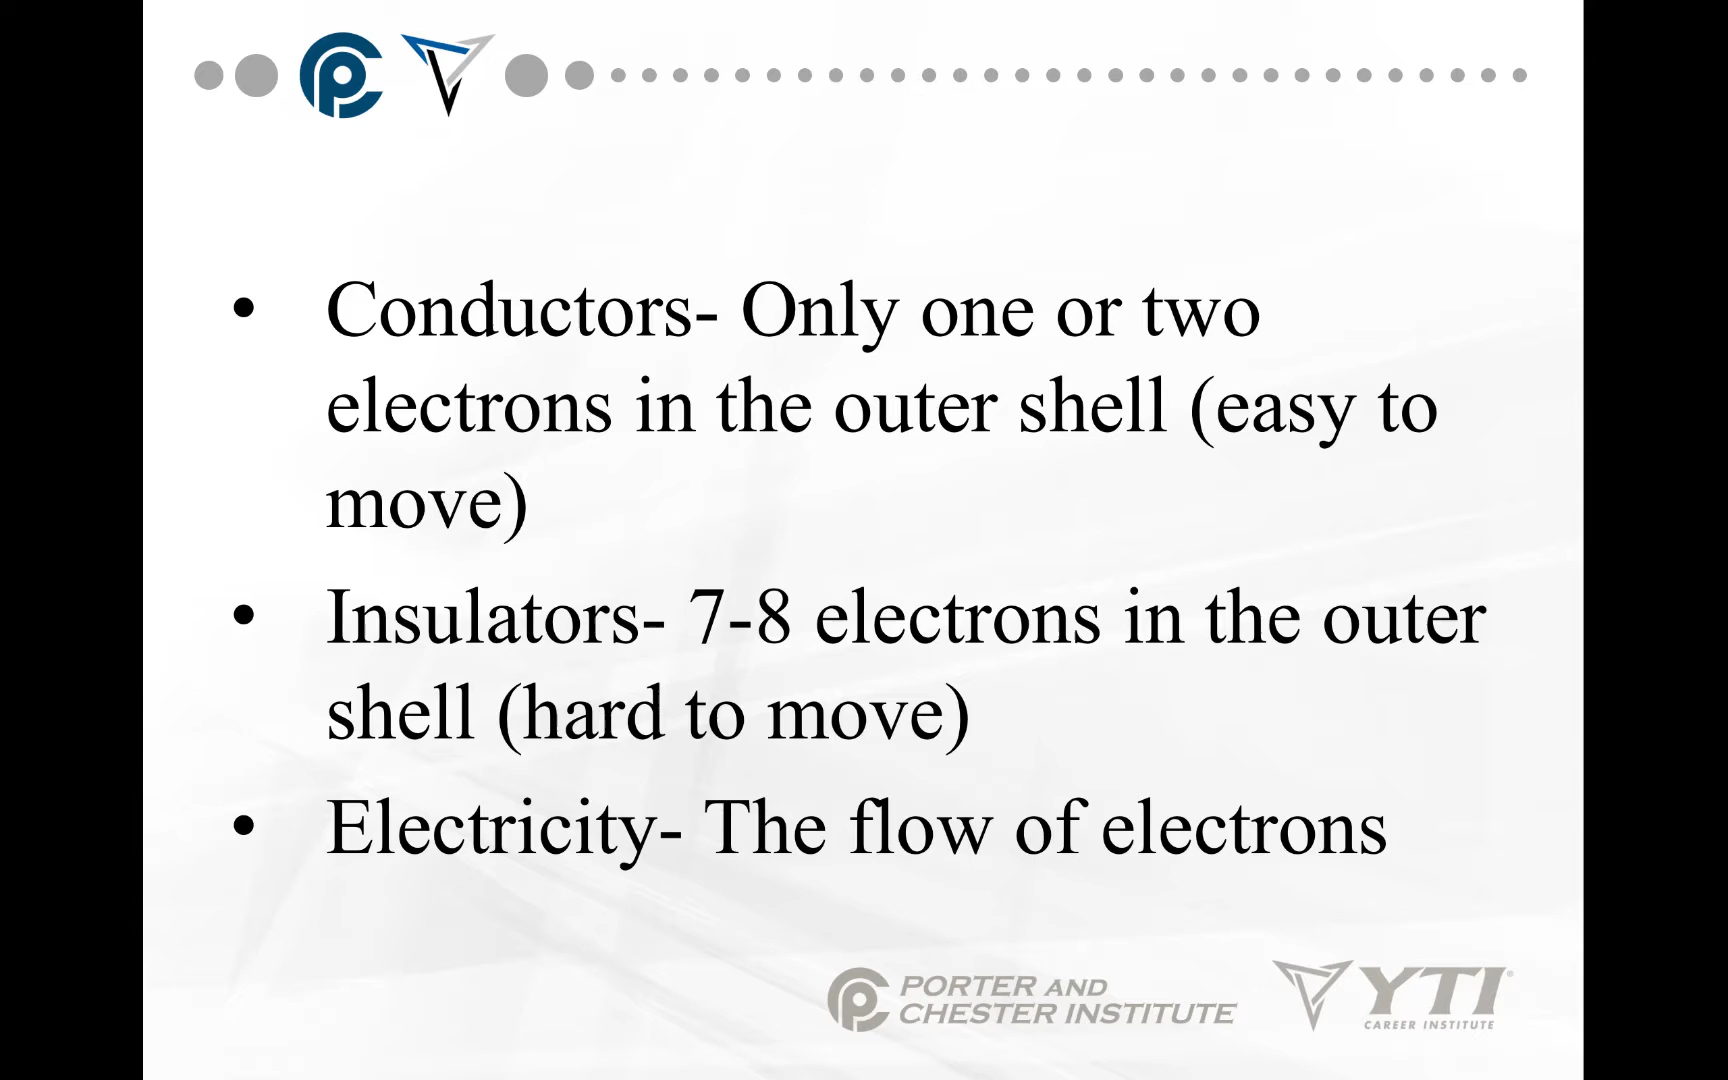 • Conductors- Only one or two
electrons in the outer shell (easy to
move)
• Insulators- 7-8 electrons in the outer
shell (hard to move)
• Electricity- The flow of electrons
PORTER AND
CHESTER INSTITUTE
YTI
CAREER INSTITUTE